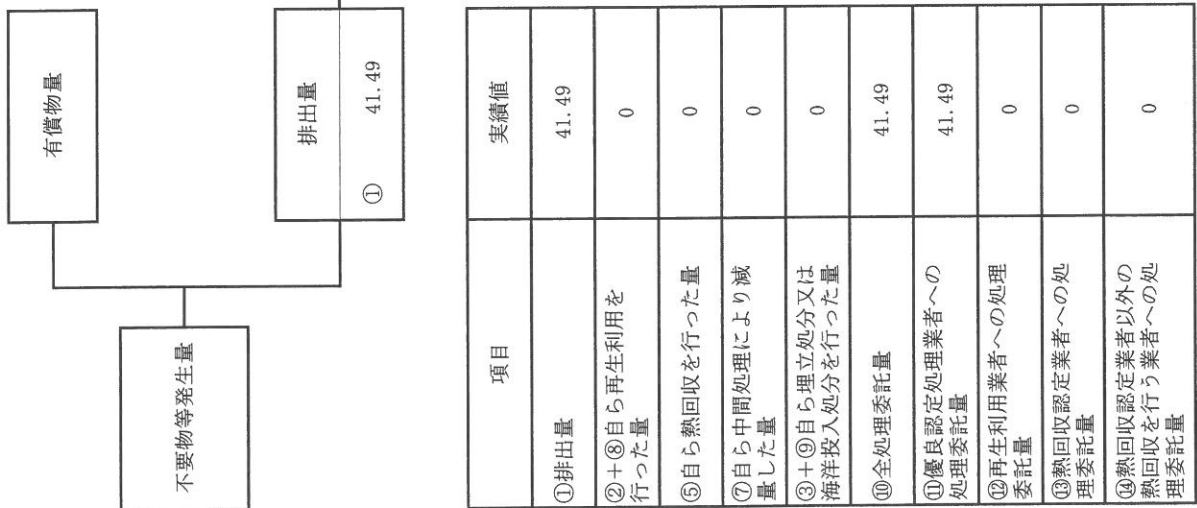 有償物量
不要物等発生量
排出量
① 41.49
項目 実績値
①排出量 41.49
②＋⑧自ら再生利用を
行った量 0
⑤自ら熱回収を行った量 0
⑦自ら中間処理により減
量した量 0
③＋⑨自ら埋立処分又は
海洋投入処分を行った量 0
⑩全処理委託量 41.49
⑪優良認定処理業者への
処理委託量 41.49
⑫再生利用業者への処理
委託量 0
⑬熱回収認定業者への処
理委託量 0
⑭熱回収認定業者以外の
熱回収を行う業者への処
理委託量 0